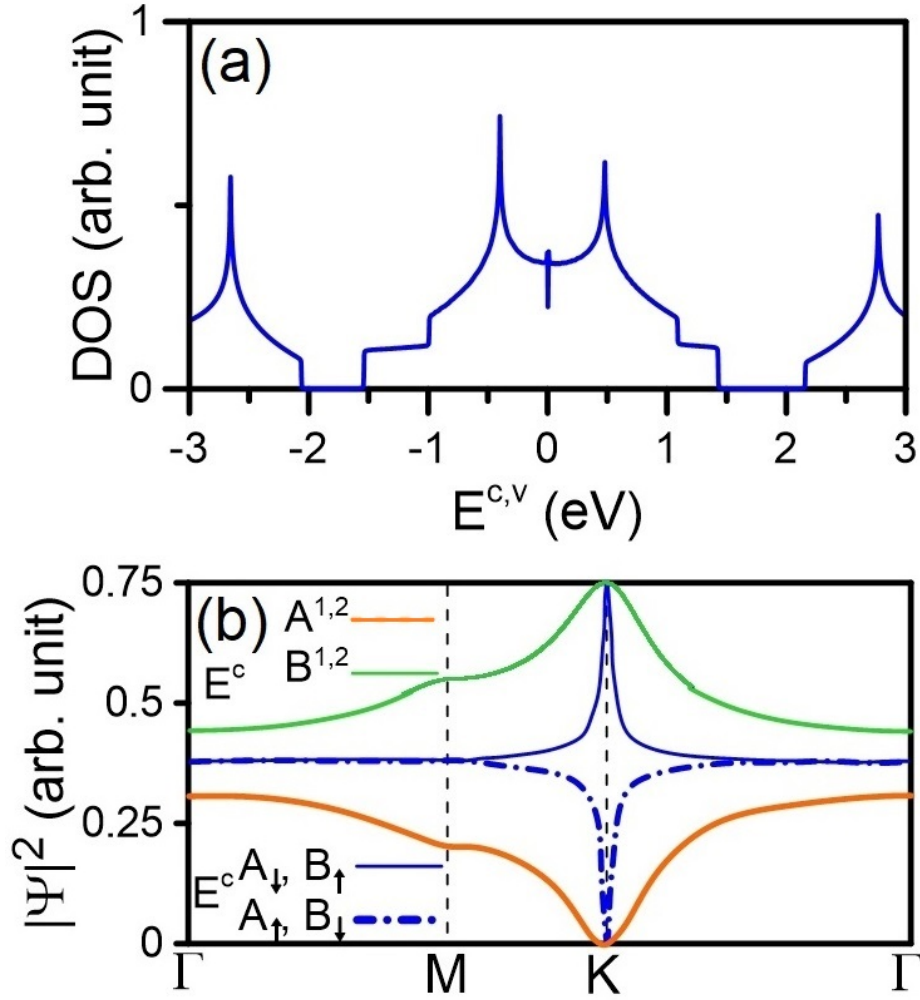 (a)
DOS (arb. unit)
1
0
-3 -2 -1 0 1 2 3
E^c,v (eV)
(b)
|Ψ|² (arb. unit)
0.75
0.5
0.25
0
A^1,2
E^c B^1,2
E^c A↓, B↑
A↑, B↓
Γ M K Γ